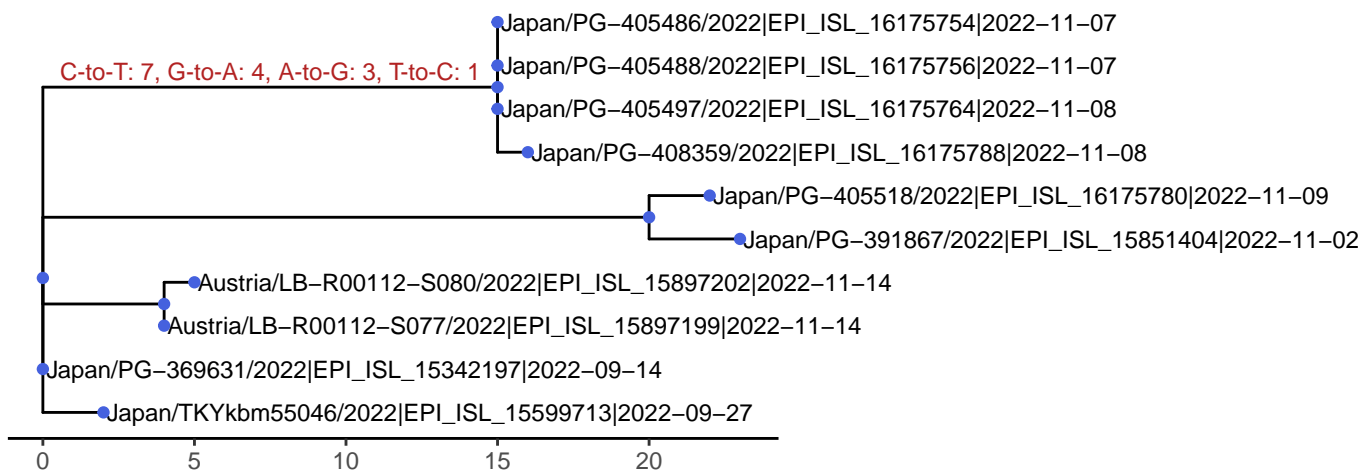 Japan/PG−405486/2022|EPI_ISL_16175754|2022−11−07
C-to-T: 7, G-to-A: 4, A-to-G: 3, T-to-C: 1
Japan/PG−405488/2022|EPI_ISL_16175756|2022−11−07
Japan/PG−405497/2022|EPI_ISL_16175764|2022−11−08
Japan/PG−408359/2022|EPI_ISL_16175788|2022−11−08
Japan/PG−405518/2022|EPI_ISL_16175780|2022−11−09
Japan/PG−391867/2022|EPI_ISL_15851404|2022−11−02
Austria/LB−R00112−S080/2022|EPI_ISL_15897202|2022−11−14
Austria/LB−R00112−S077/2022|EPI_ISL_15897199|2022−11−14
Japan/PG−369631/2022|EPI_ISL_15342197|2022−09−14
Japan/TKYkbm55046/2022|EPI_ISL_15599713|2022−09−27
0 5 10 15 20